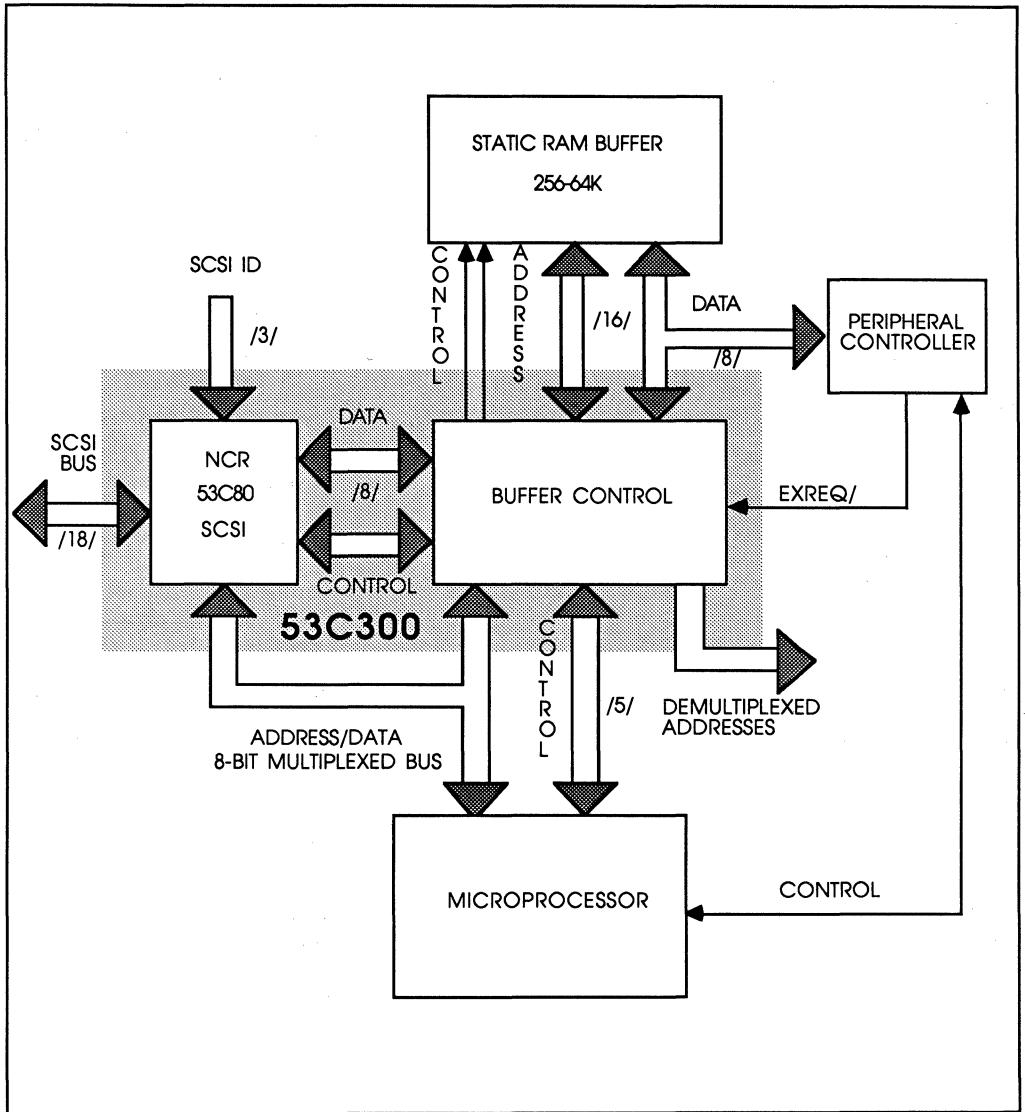 STATIC RAM BUFFER
256-64K
CONTROL
ADDRESS
SCSI ID
/3/
/16/
DATA
/8/
PERIPHERAL
CONTROLLER
SCSI
BUS
/18/
NCR
53C80
SCSI
DATA
/8/
CONTROL
BUFFER CONTROL
EXREQ/
53C300
CONTROL
/5/
DEMULTIPLEXED
ADDRESSES
ADDRESS/DATA
8-BIT MULTIPLEXED BUS
MICROPROCESSOR
CONTROL